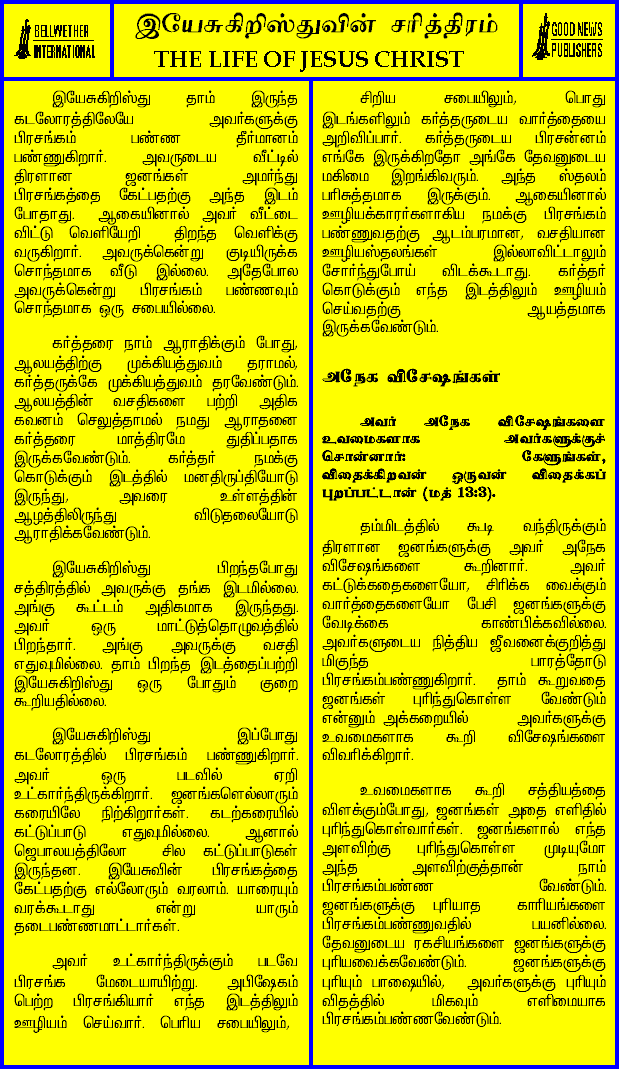 BELLWETHER
INTERNATIONAL
இயேசுகிறிஸ்துவின் சரித்திரம்
THE LIFE OF JESUS CHRIST
GOOD NEWS
PUBLISHERS
இயேசுகிறிஸ்து தாம் இருந்த
கடலோரத்திலேயே அவர்களுக்கு
பிரசங்கம் பண்ண தீர்மானம்
பண்ணுகிறார். அவருடைய வீட்டில்
திரளான ஜனங்கள் அமர்ந்து
பிரசங்கத்தை கேட்பதற்கு அந்த இடம்
போதாது. ஆகையினால் அவர் வீட்டை
விட்டு வெளியேறி திறந்த வெளிக்கு
வருகிறார். அவருக்கென்று குடியிருக்க
சொந்தமாக வீடு இல்லை. அதேபோல
அவருக்கென்று பிரசங்கம் பண்ணவும்
சொந்தமாக ஒரு சபையில்லை.
கர்த்தரை நாம் ஆராதிக்கும் போது,
ஆலயத்திற்கு முக்கியத்துவம் தராமல்,
கர்த்தருக்கே முக்கியத்துவம் தரவேண்டும்.
ஆலயத்தின் வசதிகளை பற்றி அதிக
கவனம் செலுத்தாமல் நமது ஆராதனை
கர்த்தரை மாத்திரமே துதிப்பதாக
இருக்கவேண்டும். கர்த்தர் நமக்கு
கொடுக்கும் இடத்தில் மனதிருப்தியோடு
இருந்து, அவரை உள்ளத்தின்
ஆழத்திலிருந்து விடுதலையோடு
ஆராதிக்கவேண்டும்.
இயேசுகிறிஸ்து பிறந்தபோது
சத்திரத்தில் அவருக்கு தங்க இடமில்லை.
அங்கு கூட்டம் அதிகமாக இருந்தது.
அவர் ஒரு மாட்டுத்தொழுவத்தில்
பிறந்தார். அங்கு அவருக்கு வசதி
எதுவுமில்லை. தாம் பிறந்த இடத்தைப்பற்றி
இயேசுகிறிஸ்து ஒரு போதும் குறை
கூறியதில்லை.
இயேசுகிறிஸ்து இப்போது
கடலோரத்தில் பிரசங்கம் பண்ணுகிறார்.
அவர் ஒரு படவில் ஏறி
உட்கார்ந்திருக்கிறார். ஜனங்களெல்லாரும்
கரையிலே நிற்கிறார்கள். கடற்கரையில்
கட்டுப்பாடு எதுவுமில்லை. ஆனால்
ஜெபாலயத்திலோ சில கட்டுப்பாடுகள்
இருந்தன. இயேசுவின் பிரசங்கத்தை
கேட்பதற்கு எல்லோரும் வரலாம். யாரையும்
வரக்கூடாது என்று யாரும்
தடைபண்ணமாட்டார்கள்.
அவர் உட்கார்ந்திருக்கும் படவே
பிரசங்க மேடையாயிற்று. அபிஷேகம்
பெற்ற பிரசங்கியார் எந்த இடத்திலும்
ஊழியம் செய்வார். பெரிய சபையிலும்,
சிறிய சபையிலும், பொது
இடங்களிலும் கர்த்தருடைய வார்த்தையை
அறிவிப்பார். கர்த்தருடைய பிரசன்னம்
எங்கே இருக்கிறதோ அங்கே தேவனுடைய
மகிமை இறங்கிவரும். அந்த ஸ்தலம்
பரிசுத்தமாக இருக்கும். ஆகையினால்
ஊழியக்காரர்களாகிய நமக்கு பிரசங்கம்
பண்ணுவதற்கு ஆடம்பரமான, வசதியான
ஊழியஸ்தலங்கள் இல்லாவிட்டாலும்
சோர்ந்துபோய் விடக்கூடாது. கர்த்தர்
கொடுக்கும் எந்த இடத்திலும் ஊழியம்
செய்வதற்கு ஆயத்தமாக
இருக்கவேண்டும்.
அநேக விசேஷங்கள்
அவர் அநேக விசேஷங்களை
உவமைகளாக அவர்களுக்குச்
சொன்னார்: கேளுங்கள்,
விதைக்கிறவன் ஒருவன் விதைக்கப்
புறப்பட்டான் (மத் 13:3).
தம்மிடத்தில் கூடி வந்திருக்கும்
திரளான ஜனங்களுக்கு அவர் அநேக
விசேஷங்களை கூறினார். அவர்
கட்டுக்கதைகளையோ, சிரிக்க வைக்கும்
வார்த்தைகளையோ பேசி ஜனங்களுக்கு
வேடிக்கை காண்பிக்கவில்லை.
அவர்களுடைய நித்திய ஜீவனைக்குறித்து
மிகுந்த பாரத்தோடு
பிரசங்கம்பண்ணுகிறார். தாம் கூறுவதை
ஜனங்கள் புரிந்துகொள்ள வேண்டும்
என்னும் அக்கறையில் அவர்களுக்கு
உவமைகளாக கூறி விசேஷங்களை
விவரிக்கிறார்.
உவமைகளாக கூறி சத்தியத்தை
விளக்கும்போது, ஜனங்கள் அதை எளிதில்
புரிந்துகொள்வார்கள். ஜனங்களால் எந்த
அளவிற்கு புரிந்துகொள்ள முடியுமோ
அந்த அளவிற்குத்தான் நாம்
பிரசங்கம்பண்ண வேண்டும்.
ஜனங்களுக்கு புரியாத காரியங்களை
பிரசங்கம்பண்ணுவதில் பயனில்லை.
தேவனுடைய ரகசியங்களை ஜனங்களுக்கு
புரியவைக்கவேண்டும். ஜனங்களுக்கு
புரியும் பாஷையில், அவர்களுக்கு புரியும்
விதத்தில் மிகவும் எளிமையாக
பிரசங்கம்பண்ணவேண்டும்.